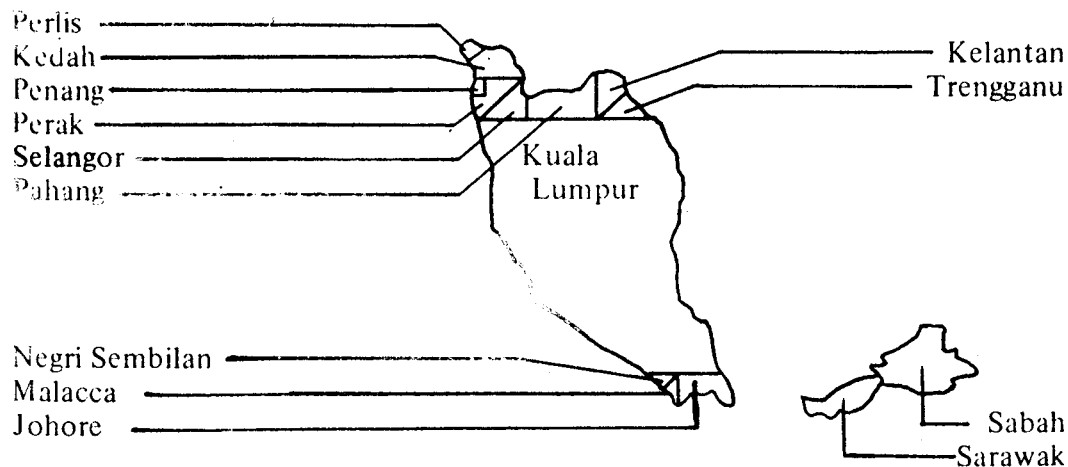 Perlis
Kedah
Penang
Perak
Selangor
Pahang
Kelantan
Trengganu
Kuala
Lumpur
Negri Sembilan
Malacca
Johore
Sabah
Sarawak